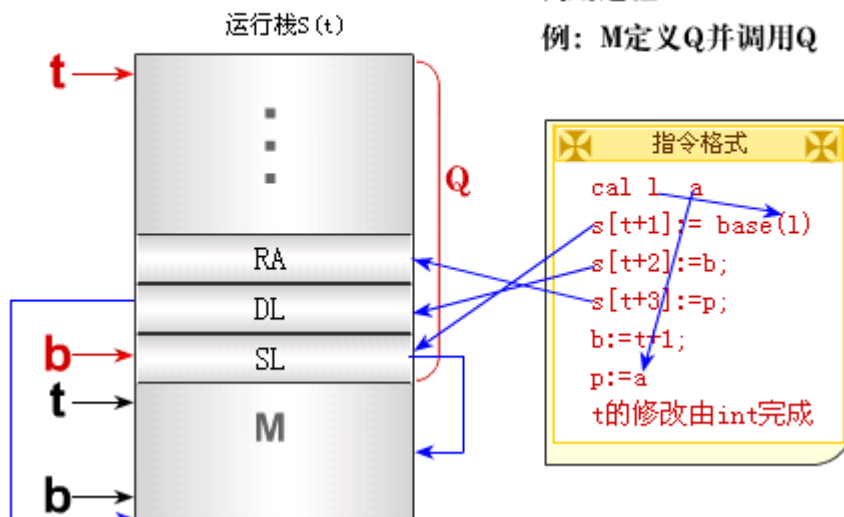 运行栈S(t)
例: M定义Q并调用Q
t
Q
RA
DL
b
SL
t
M
b
指令格式
cal l a
s[t+1]:= base(l)
s[t+2]:=b;
s[t+3]:=p;
b:=t+1;
p:=a
t的修改由int完成